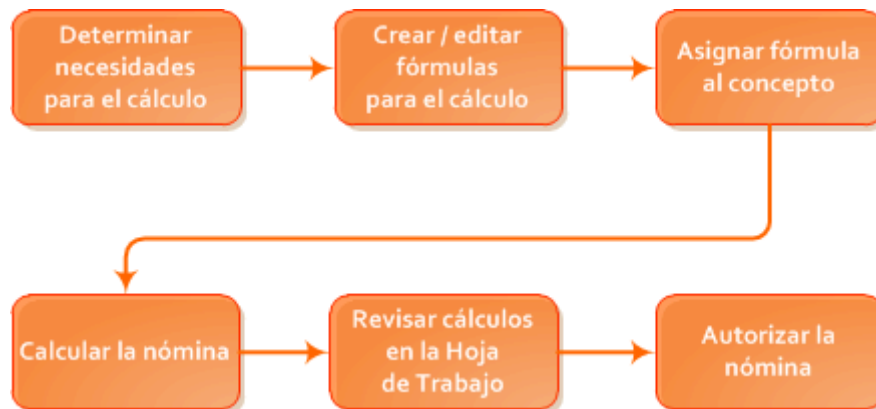 Determinar
necesidades
para el cálculo
Crear / editar
fórmulas
para el cálculo
Asignar fórmula
al concepto
Calcular la nómina
Revisar cálculos
en la Hoja
de Trabajo
Autorizar la
nómina